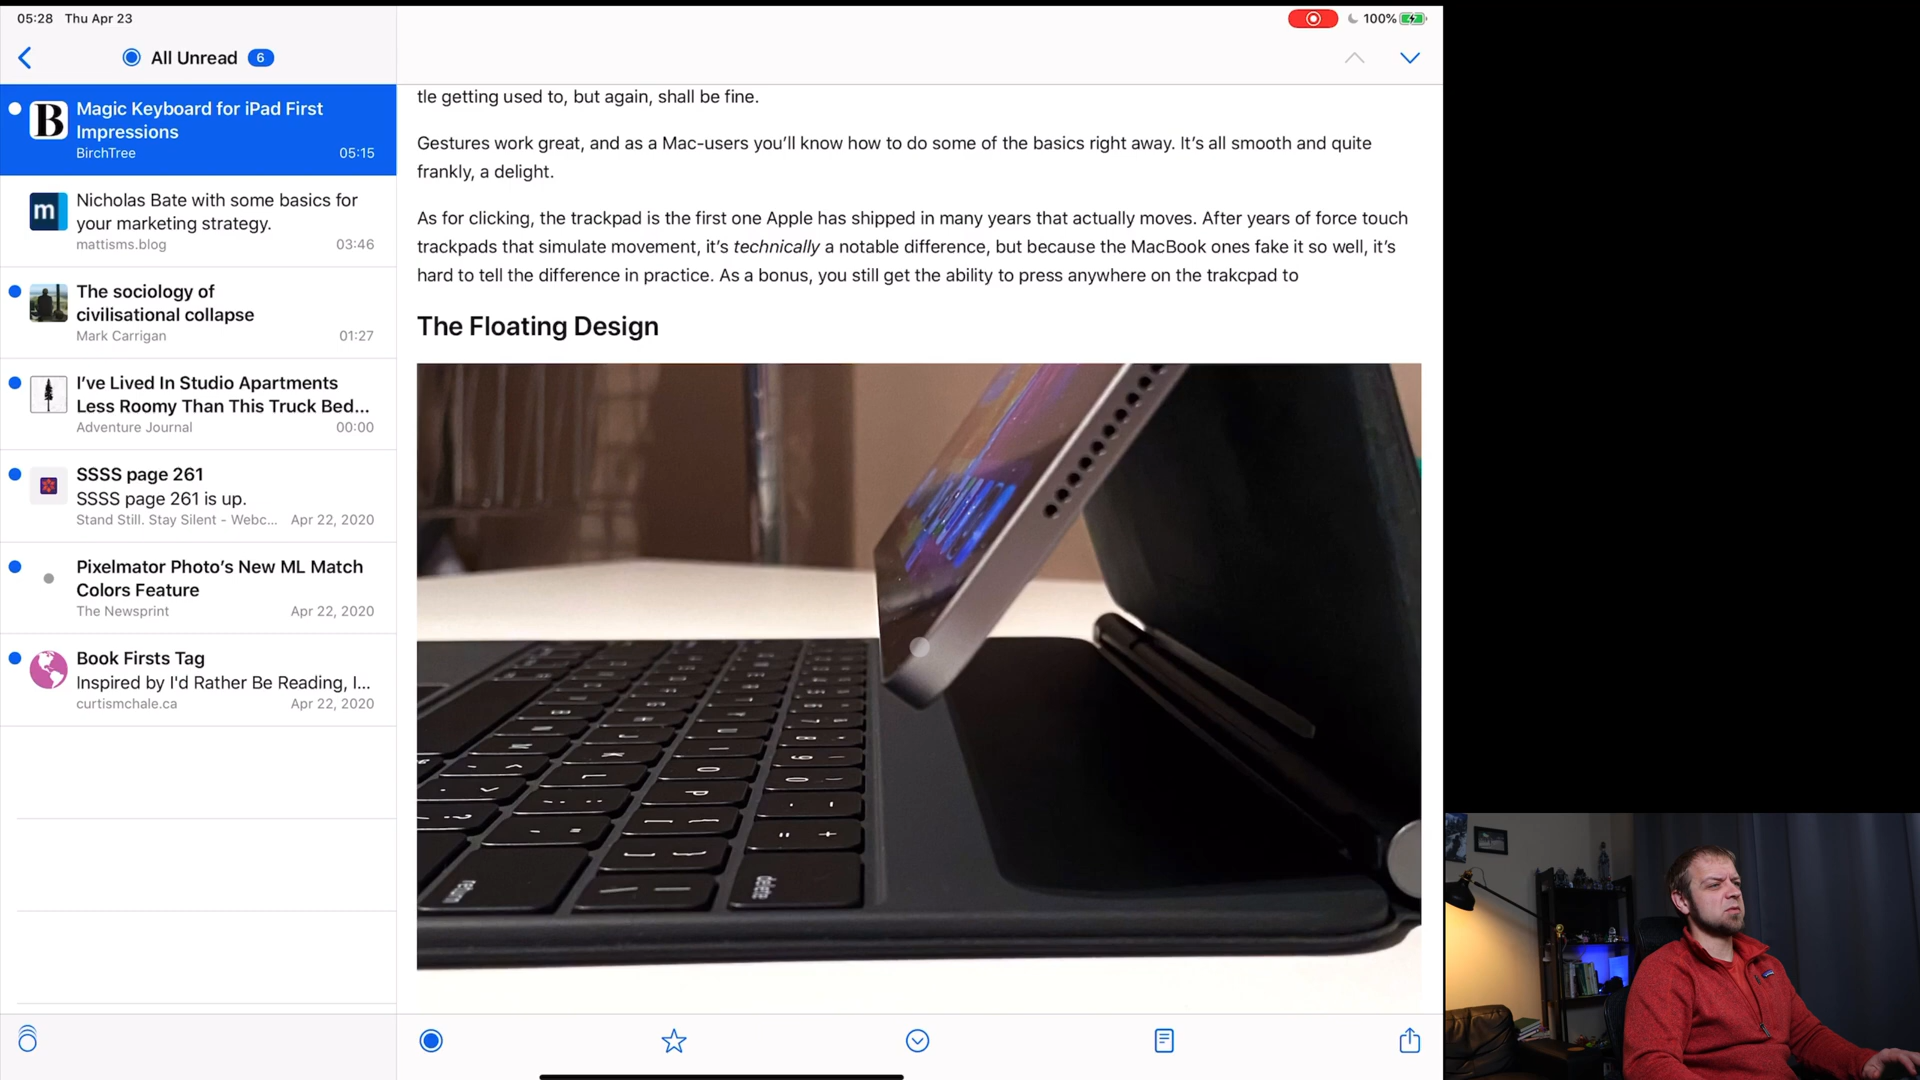 05:28 Thu Apr 23
100%
All Unread 6
Magic Keyboard for iPad First
Impressions
BirchTree 05:15
Nicholas Bate with some basics for
your marketing strategy.
mattisms.blog 03:46
The sociology of
civilisational collapse
Mark Carrigan 01:27
I’ve Lived In Studio Apartments
Less Roomy Than This Truck Bed...
Adventure Journal 00:00
SSSS page 261
SSSS page 261 is up.
Stand Still. Stay Silent - Webc... Apr 22, 2020
Pixelmator Photo’s New ML Match
Colors Feature
The Newsprint Apr 22, 2020
Book Firsts Tag
Inspired by I'd Rather Be Reading, I...
curtismchale.ca Apr 22, 2020
B
m
tle getting used to, but again, shall be fine.
Gestures work great, and as a Mac-users you’ll know how to do some of the basics right away. It’s all smooth and quite
frankly, a delight.
As for clicking, the trackpad is the first one Apple has shipped in many years that actually moves. After years of force touch
trackpads that simulate movement, it’s technically a notable difference, but because the MacBook ones fake it so well, it’s
hard to tell the difference in practice. As a bonus, you still get the ability to press anywhere on the trakcpad to
The Floating Design
delete